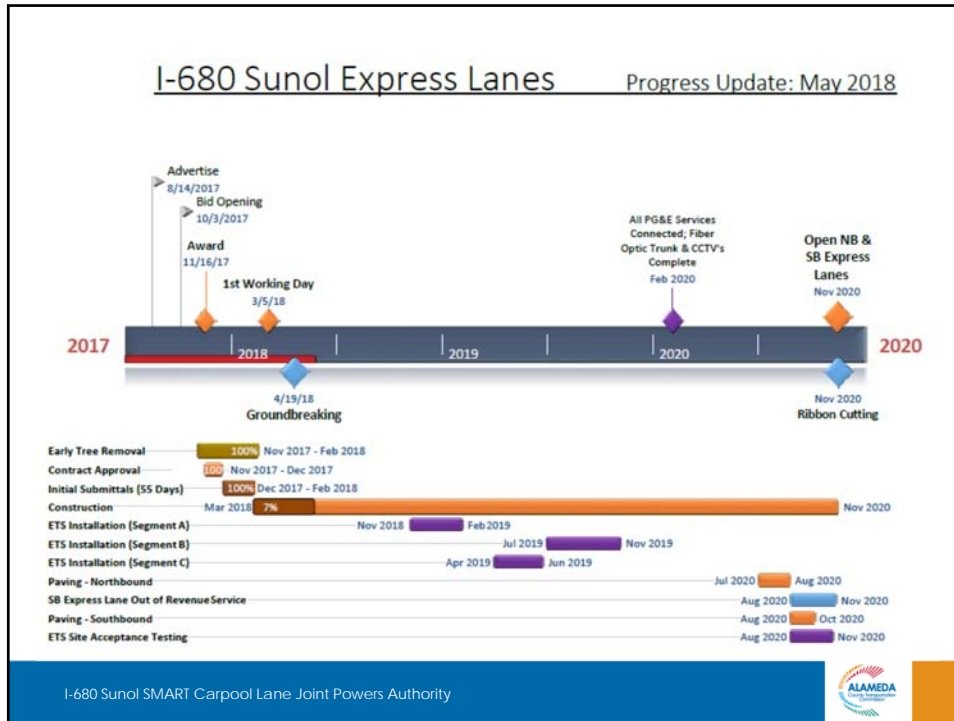 I-680 Sunol Express Lanes Progress Update: May 2018
Advertise
8/14/2017
Bid Opening
10/3/2017
Award
11/16/17
1st Working Day
3/5/18
All PG&E Services
Connected; Fiber
Optic Trunk & CCTV's
Complete
Feb 2020
Open NB &
SB Express
Lanes
Nov 2020
2017 2018 2019 2020 2020
4/19/18
Groundbreaking
Nov 2020
Ribbon Cutting
Early Tree Removal 100% Nov 2017 - Feb 2018
Contract Approval 100% Nov 2017 - Dec 2017
Initial Submittals (55 Days) 100% Dec 2017 - Feb 2018
Construction Mar 2018 7% Nov 2020
ETS Installation (Segment A) Nov 2018 Feb 2019
ETS Installation (Segment B) Jul 2019 Nov 2019
ETS Installation (Segment C) Apr 2019 Jun 2019
Paving - Northbound Jul 2020 Aug 2020
SB Express Lane Out of Revenue Service Aug 2020 Nov 2020
Paving - Southbound Aug 2020 Oct 2020
ETS Site Acceptance Testing Aug 2020 Nov 2020
I-680 Sunol SMART Carpool Lane Joint Powers Authority
ALAMEDA
County Transportation
Commission